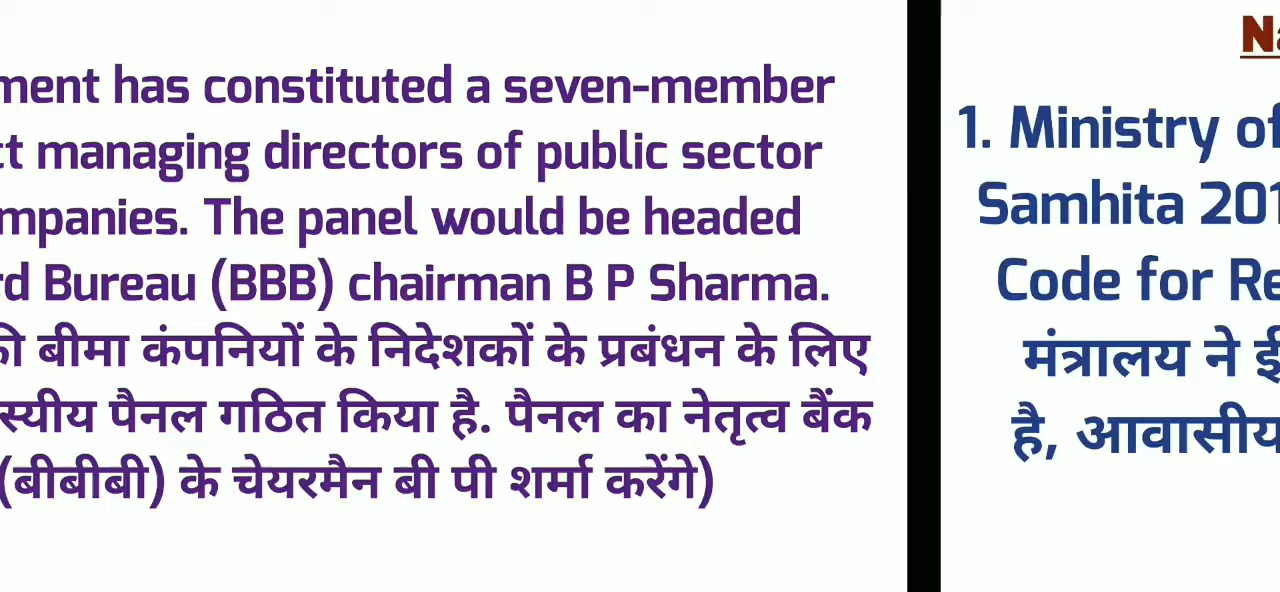 ment has constituted a seven-member
ct managing directors of public sector
mpanies. The panel would be headed
rd Bureau (BBB) chairman B P Sharma.
की बीमा कंपनियों के निदेशकों के प्रबंधन के लिए
स्यीय पैनल गठित किया है. पैनल का नेतृत्व बैंक
(बीबीबी) के चेयरमैन बी पी शर्मा करेंगे)
Na
1. Ministry of
Samhita 201
Code for Re
मंत्रालय ने ई
है, आवासीय